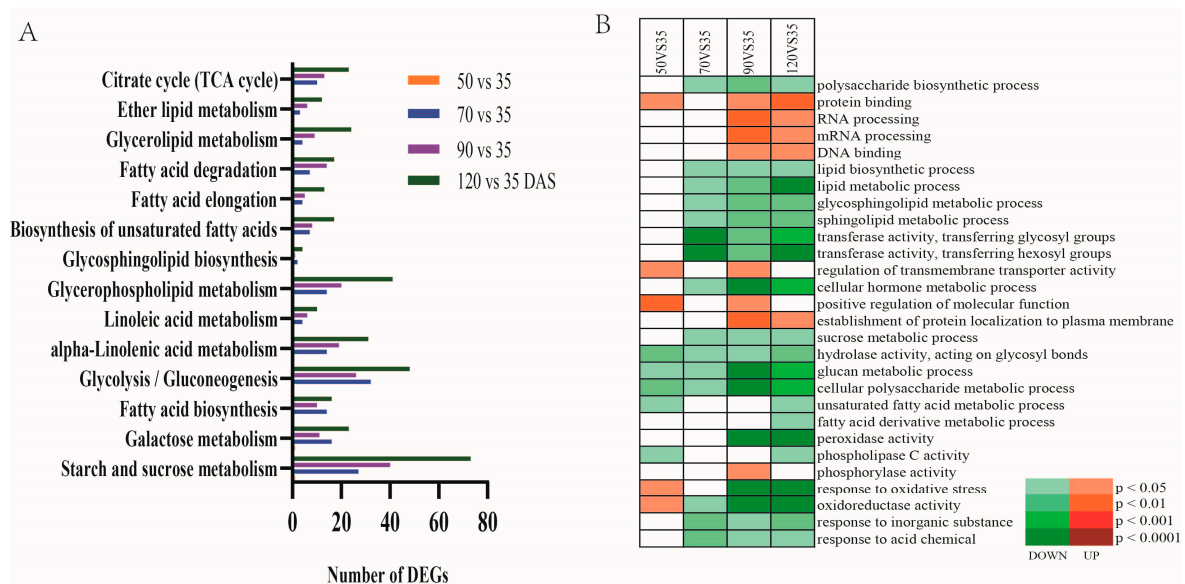 A
Citrate cycle (TCA cycle)
Ether lipid metabolism
Glycerolipid metabolism
Fatty acid degradation
Fatty acid elongation
Biosynthesis of unsaturated fatty acids
Glycosphingolipid biosynthesis
Glycerophospholipid metabolism
Linoleic acid metabolism
alpha-Linolenic acid metabolism
Glycolysis / Gluconeogenesis
Fatty acid biosynthesis
Galactose metabolism
Starch and sucrose metabolism
50 vs 35
70 vs 35
90 vs 35
120 vs 35 DAS
0 20 40 60 80
Number of DEGs
B
50VS35 70VS35 90VS35 120VS35
polysaccharide biosynthetic process
protein binding
RNA processing
mRNA processing
DNA binding
lipid biosynthetic process
lipid metabolic process
glycosphingolipid metabolic process
sphingolipid metabolic process
transferase activity, transferring glycosyl groups
transferase activity, transferring hexosyl groups
regulation of transmembrane transporter activity
cellular hormone metabolic process
positive regulation of molecular function
establishment of protein localization to plasma membrane
sucrose metabolic process
hydrolase activity, acting on glycosyl bonds
glucan metabolic process
cellular polysaccharide metabolic process
unsaturated fatty acid metabolic process
fatty acid derivative metabolic process
peroxidase activity
phospholipase C activity
phosphorylase activity
response to oxidative stress
oxidoreductase activity
response to inorganic substance
response to acid chemical
p < 0.05
p < 0.01
p < 0.001
p < 0.0001
DOWN UP